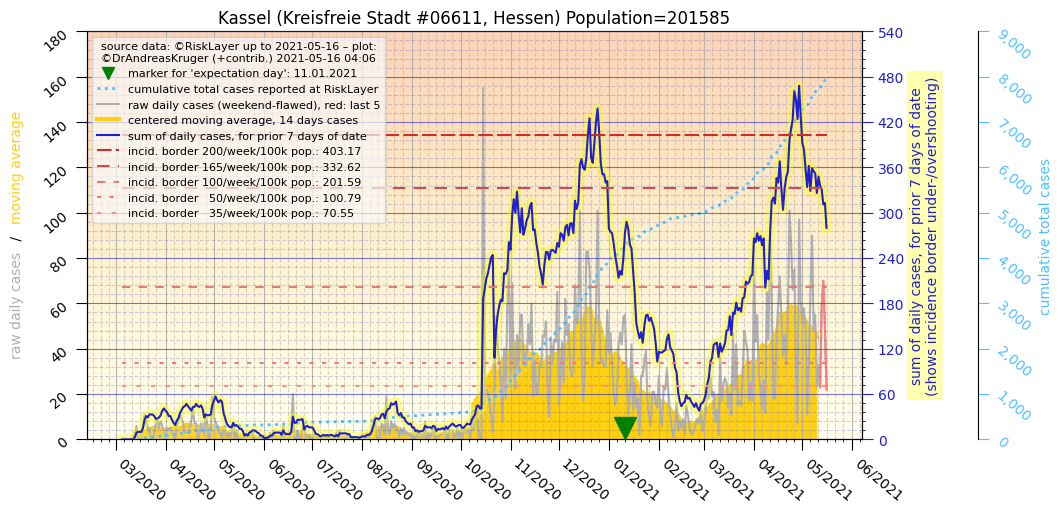 Kassel (Kreisfreie Stadt #06611, Hessen) Population=201585
source data: ©RiskLayer up to 2021-05-16 – plot:
©DrAndreasKruger (+contrib.) 2021-05-16 04:06
marker for 'expectation day': 11.01.2021
cumulative total cases reported at RiskLayer
raw daily cases (weekend-flawed), red: last 5
centered moving average, 14 days cases
sum of daily cases, for prior 7 days of date
incid. border 200/week/100k pop.: 403.17
incid. border 165/week/100k pop.: 332.62
incid. border 100/week/100k pop.: 201.59
incid. border   50/week/100k pop.: 100.79
incid. border   35/week/100k pop.: 70.55
raw daily cases   /   moving average
180
160
140
120
100
80
60
40
20
0
03/2020
04/2020
05/2020
06/2020
07/2020
08/2020
09/2020
10/2020
11/2020
12/2020
01/2021
02/2021
03/2021
04/2021
05/2021
06/2021
540
480
420
360
300
240
180
120
60
0
sum of daily cases, for prior 7 days of date
(shows incidence border under-/overshooting)
9,000
8,000
7,000
6,000
5,000
4,000
3,000
2,000
1,000
0
cumulative total cases